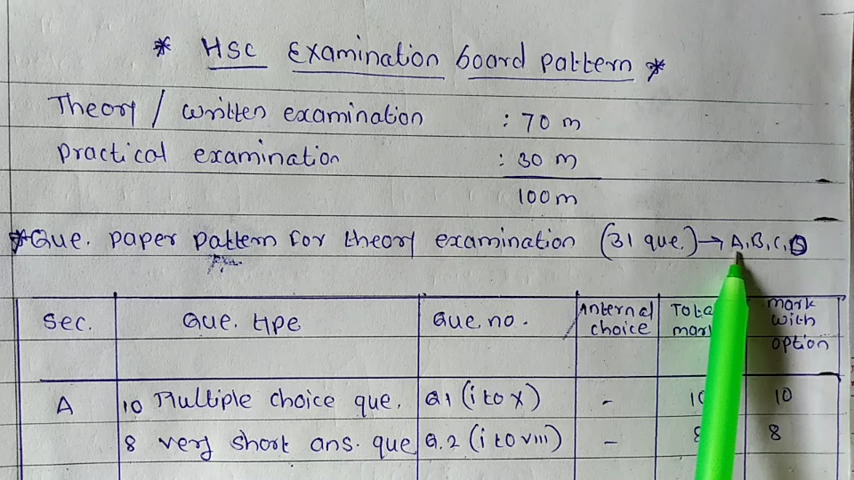 * HSC Examination board pattern *
Theory / written examination : 70 m
practical examination : 30 m
100 m
* Que. paper pattern for theory examination (31 que.) → A, B, C, D
Sec. Que. type Que. no. Internal choice Total mark mark with option
A 10 Multiple choice que. Q.1 (i to x) - 10 10
8 very short ans. que Q.2 (i to viii) - 8 8